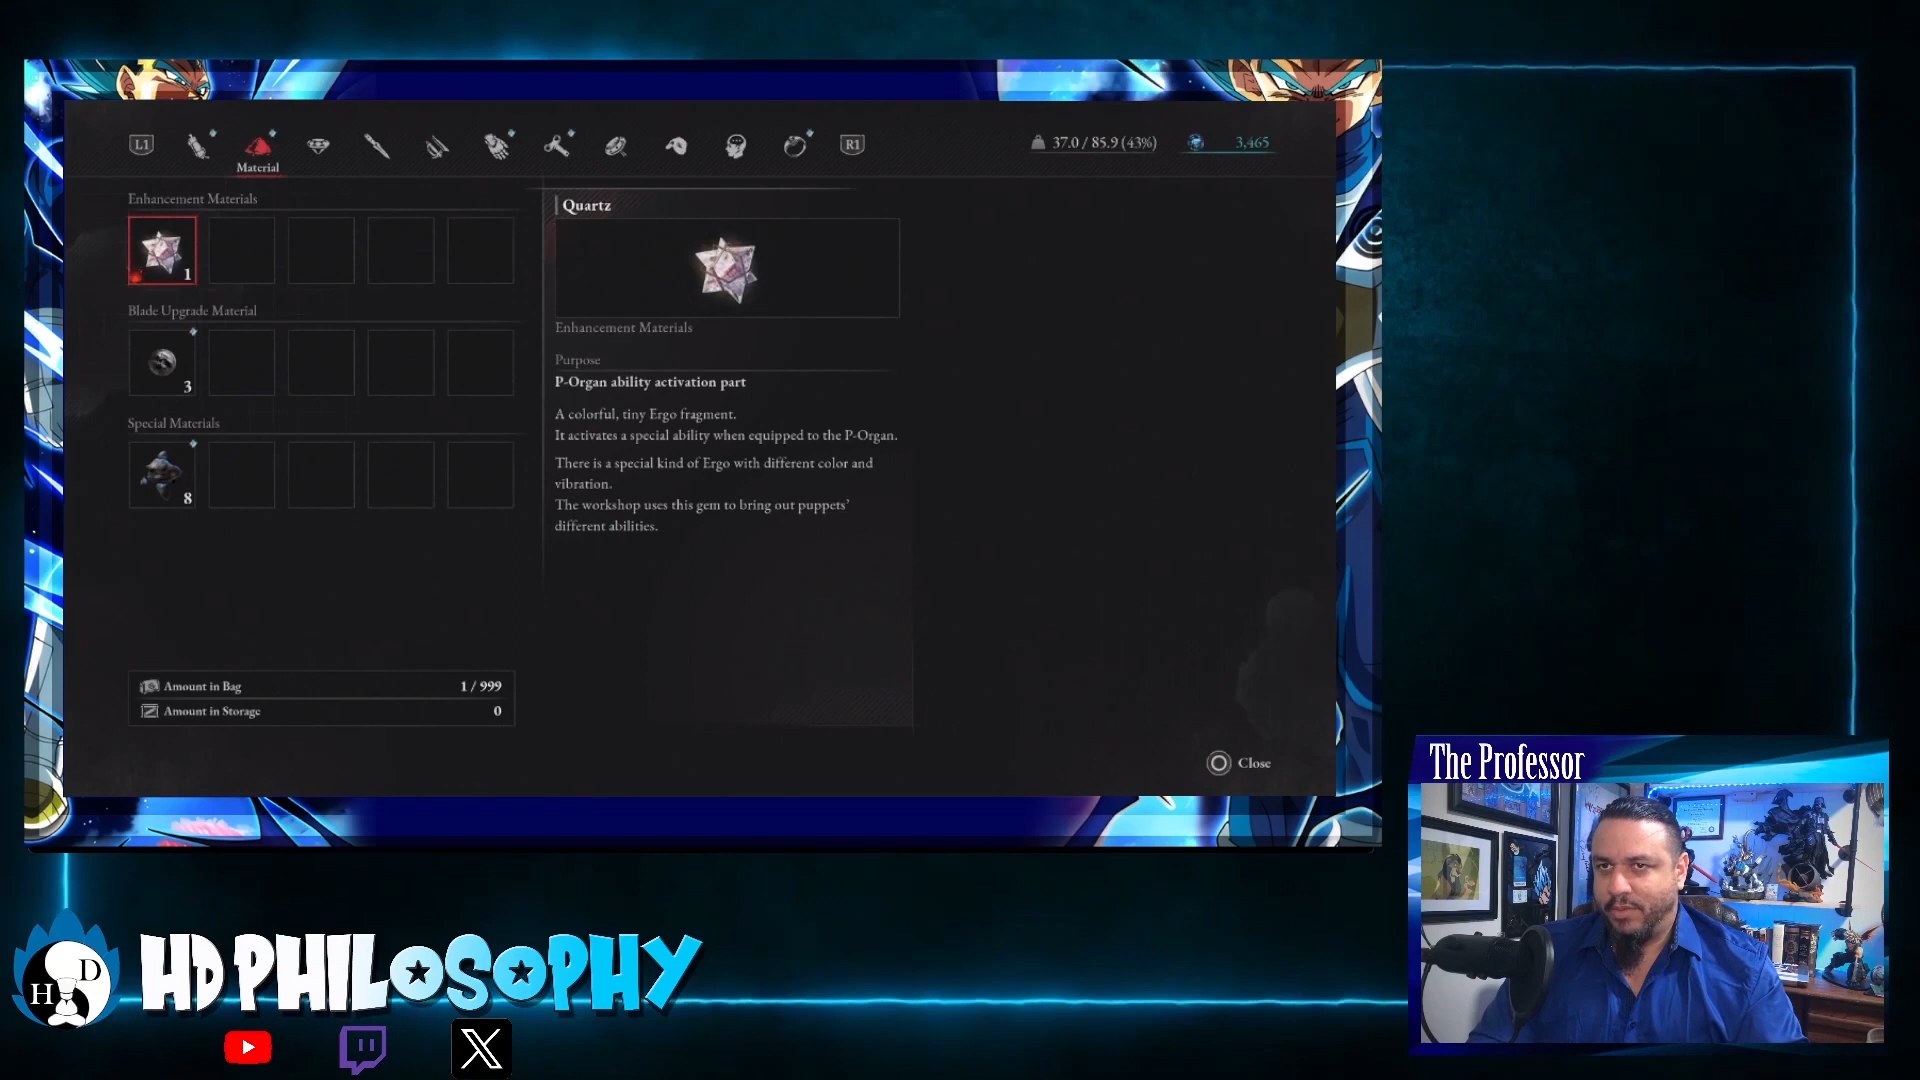 L1
R1
37.0 / 85.9 (43%)
3,465
Material
Enhancement Materials
1
Blade Upgrade Material
3
Special Materials
8
Quartz
Enhancement Materials
Purpose
P-Organ ability activation part
A colorful, tiny Ergo fragment.
It activates a special ability when equipped to the P-Organ.
There is a special kind of Ergo with different color and
vibration.
The workshop uses this gem to bring out puppets'
different abilities.
Amount in Bag 1 / 999
Amount in Storage 0
Close
The Professor
H D
HD PHILOSOPHY